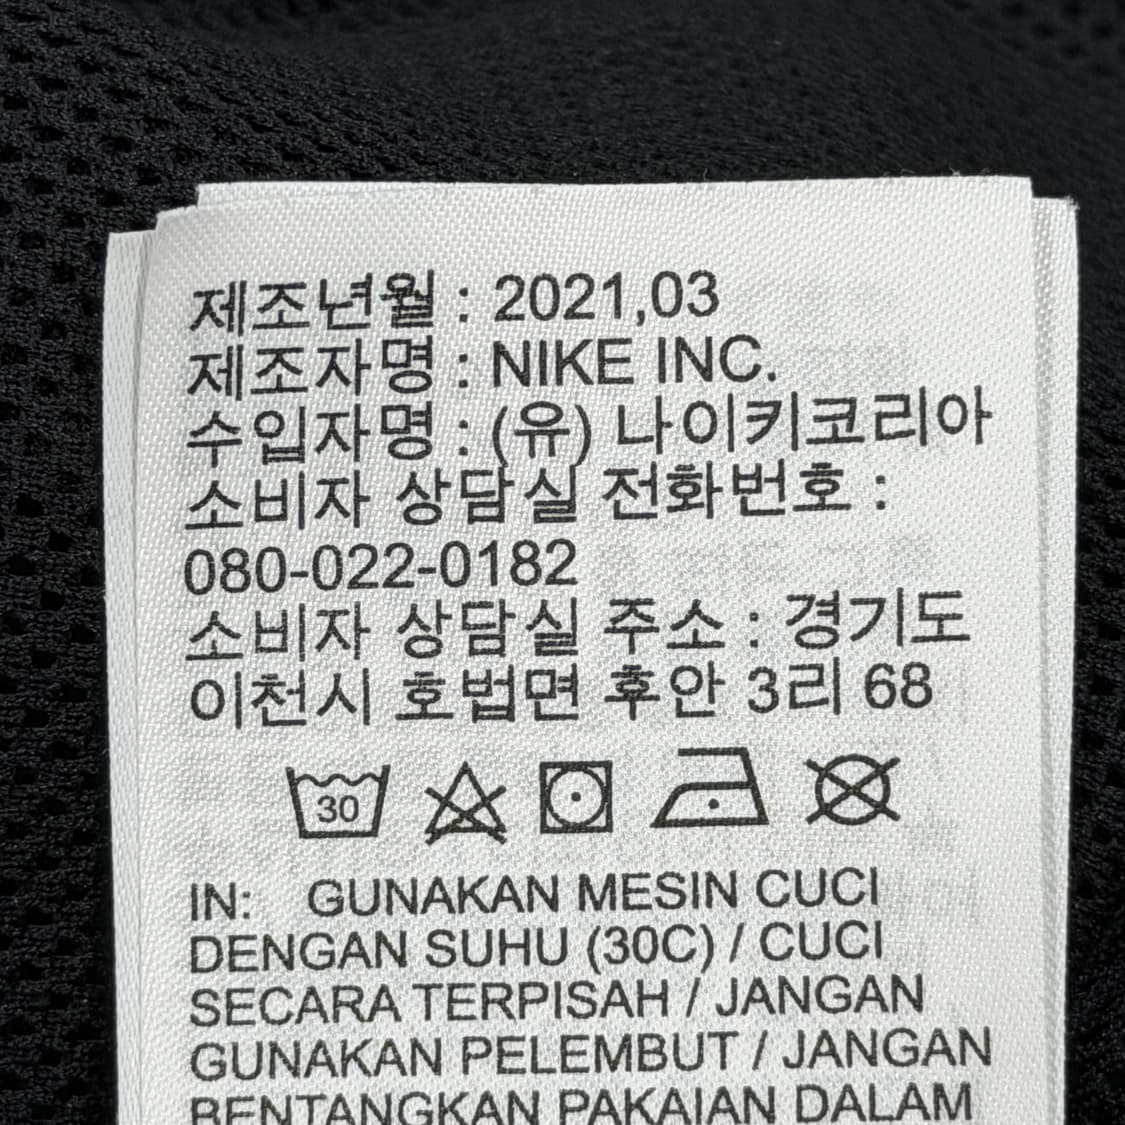 제조년월 : 2021,03
제조자명 : NIKE INC.
수입자명 : (유) 나이키코리아
소비자 상담실 전화번호 :
080-022-0182
소비자 상담실 주소 : 경기도
이천시 호법면 후안 3리 68
30
IN: GUNAKAN MESIN CUCI
DENGAN SUHU (30C) / CUCI
SECARA TERPISAH / JANGAN
GUNAKAN PELEMBUT / JANGAN
BENTANGKAN PAKAIAN DALAM